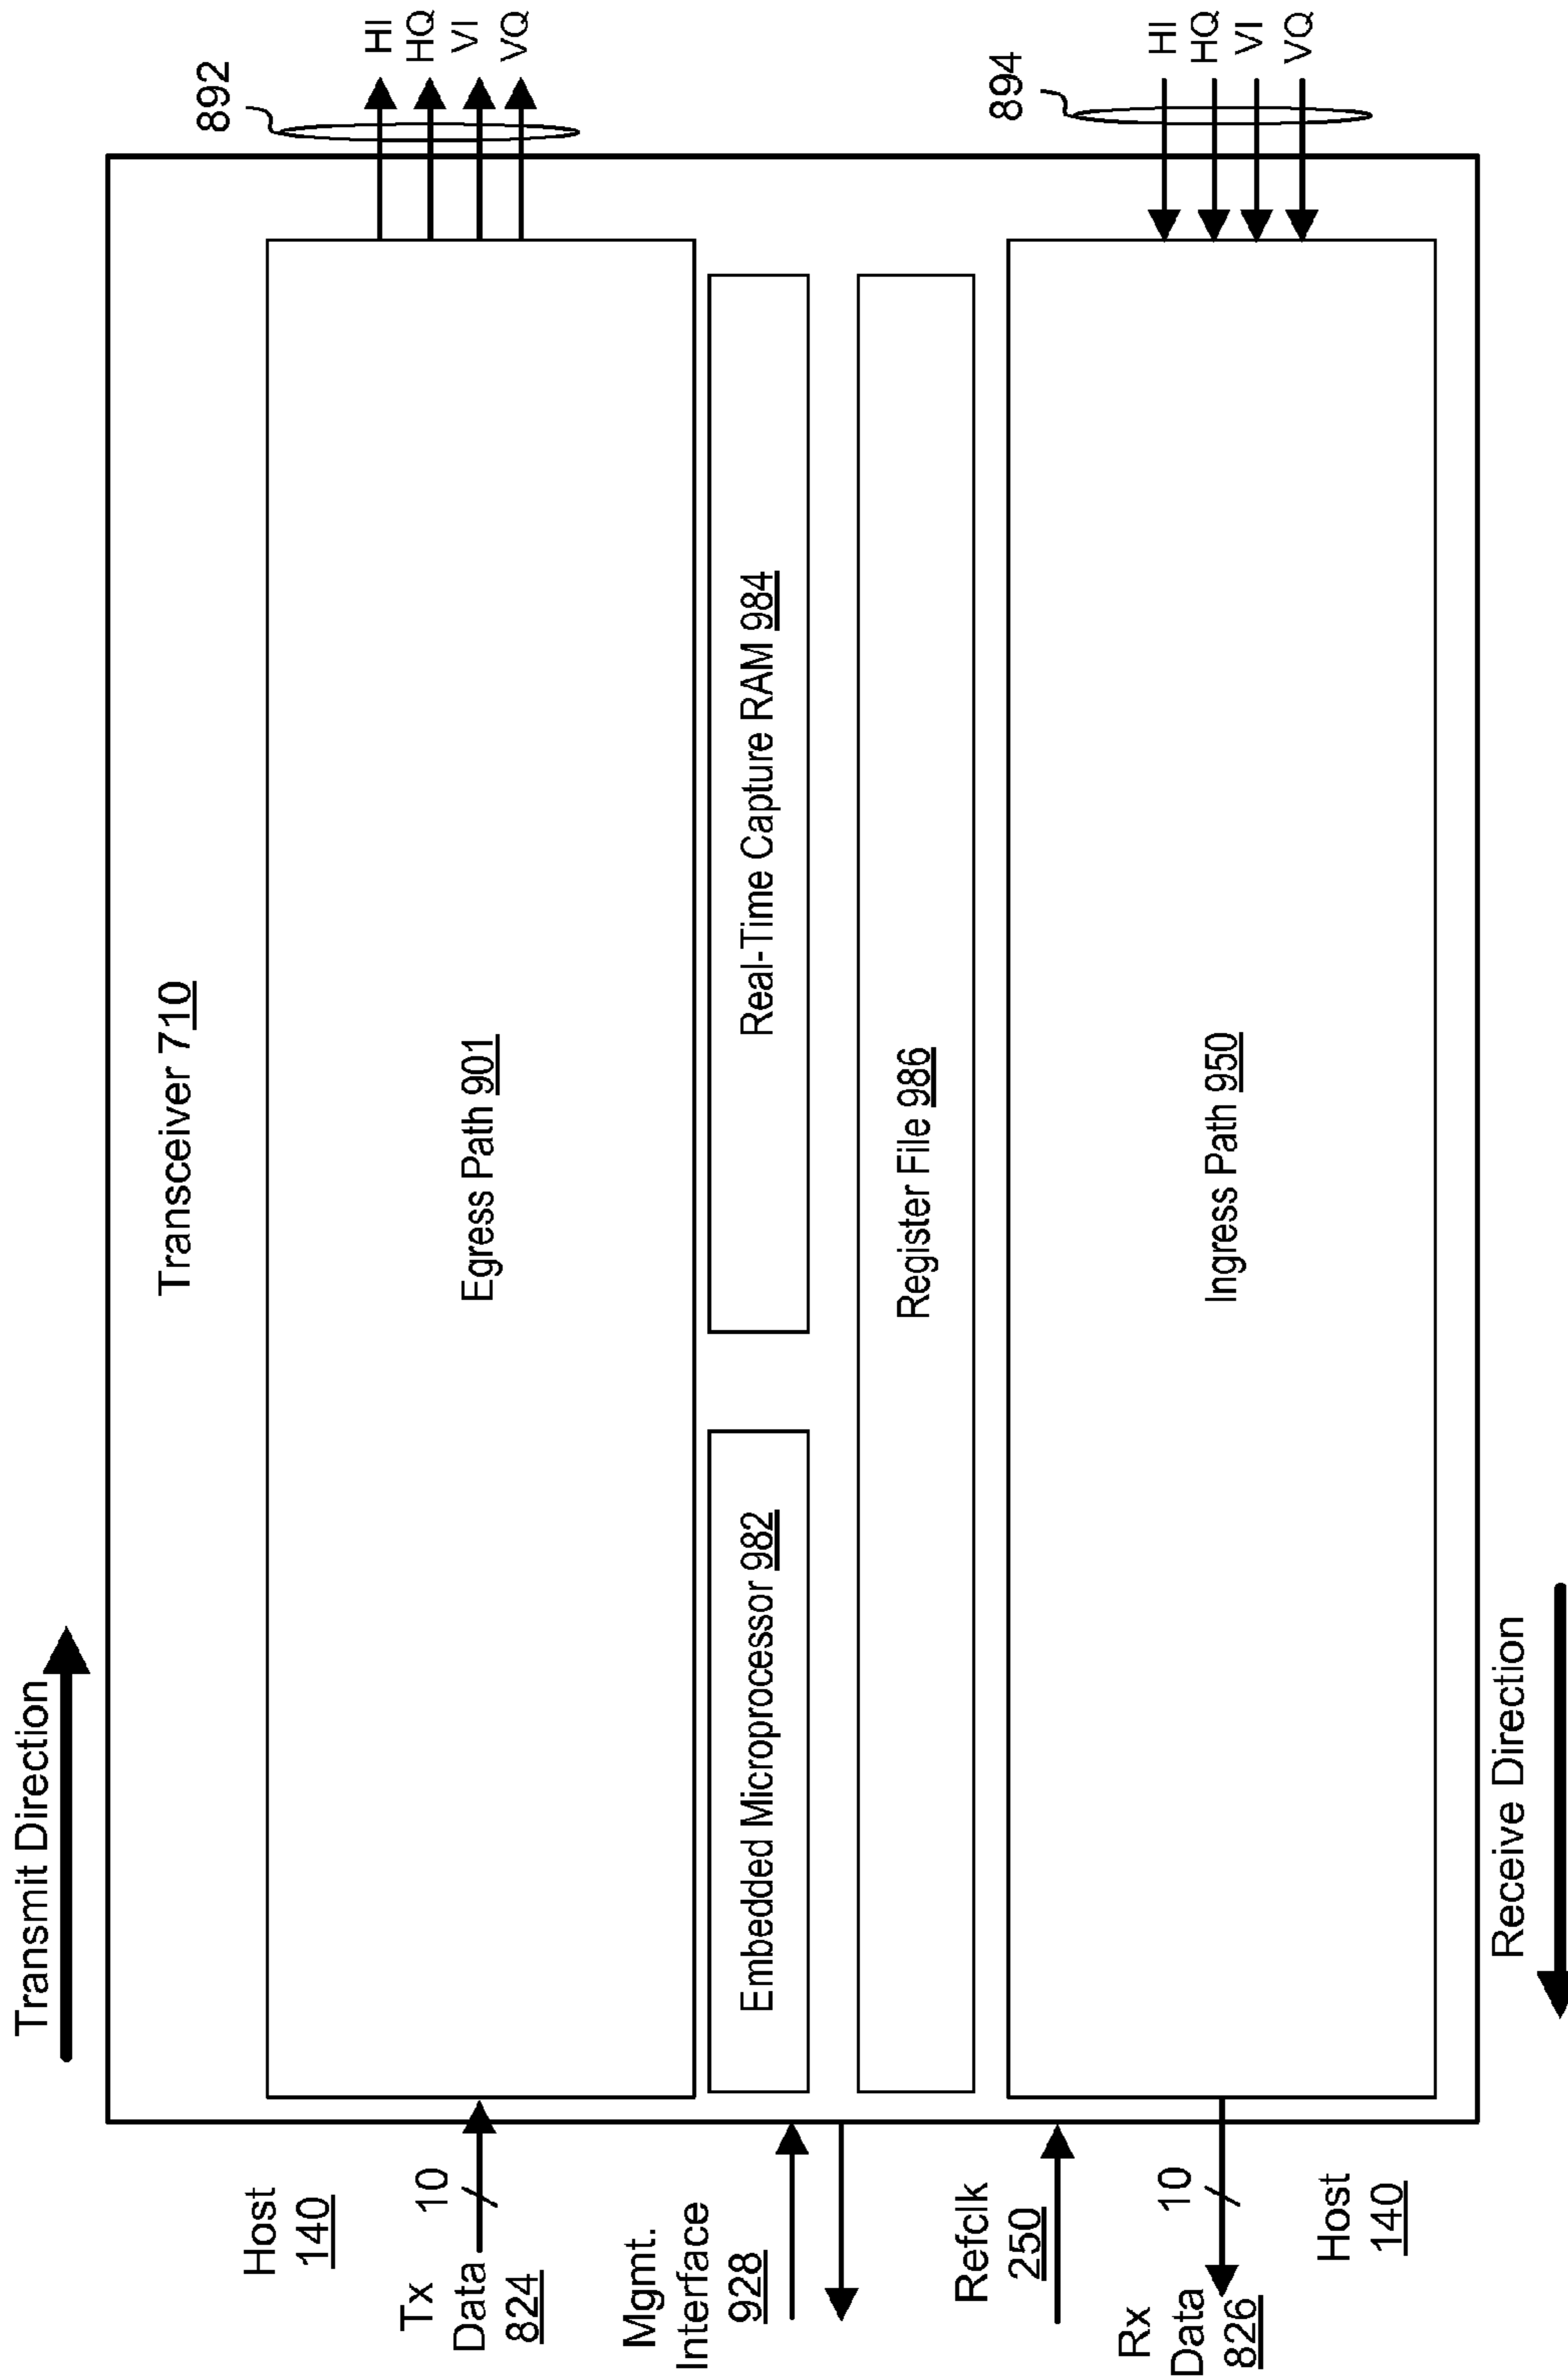 Transmit Direction
Transceiver 710
892
HI
HQ
VI
VQ
Host
140
Tx
Data
824
10
Egress Path 901
Mgmt.
Interface
928
Embedded Microprocessor 982
Real-Time Capture RAM 984
Register File 986
Refclk
250
894
HI
HQ
VI
VQ
Rx
Data
826
10
Ingress Path 950
Host
140
Receive Direction